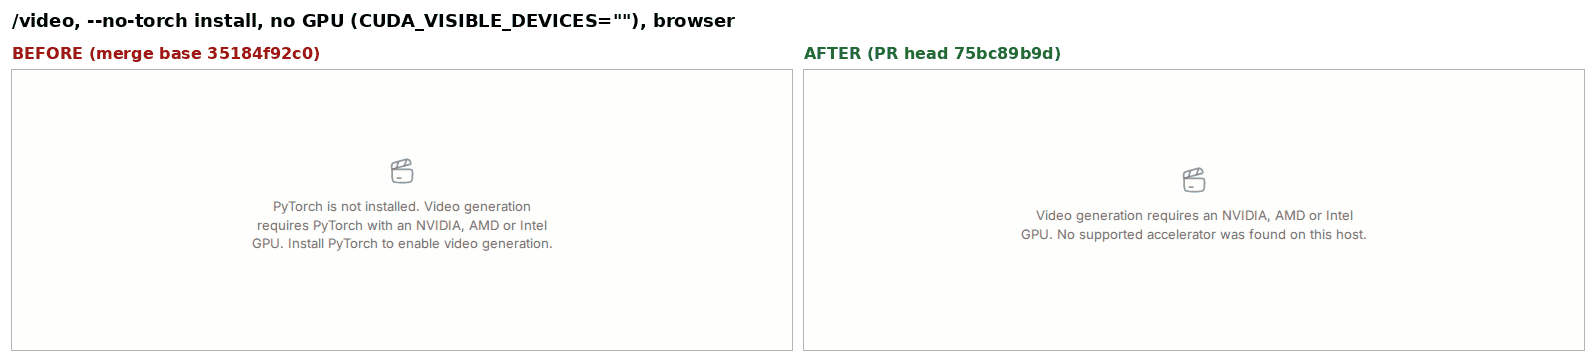 /video, --no-torch install, no GPU (CUDA_VISIBLE_DEVICES=""), browser
BEFORE (merge base 35184f92c0)
PyTorch is not installed. Video generation
requires PyTorch with an NVIDIA, AMD or Intel
GPU. Install PyTorch to enable video generation.
AFTER (PR head 75bc89b9d)
Video generation requires an NVIDIA, AMD or Intel
GPU. No supported accelerator was found on this host.